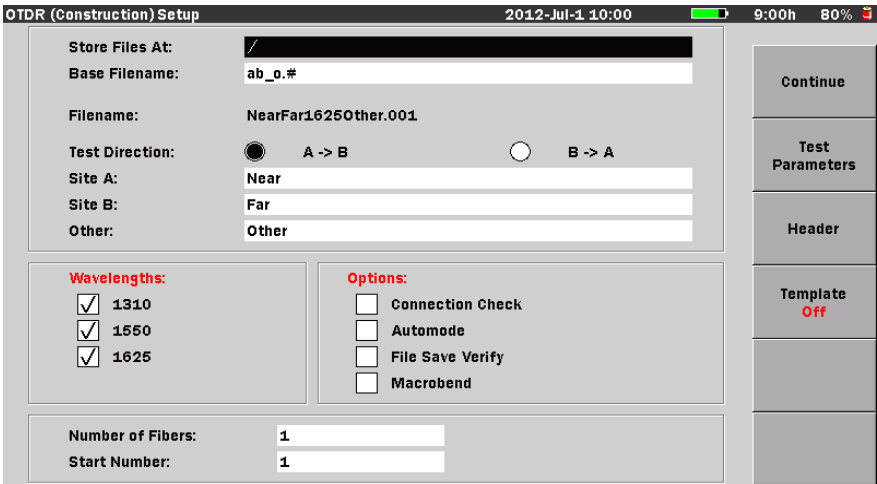 OTDR (Construction) Setup 2012-Jul-1 10:00 9:00h 80%
Store Files At: /
Base Filename: ab_o.#
Filename: NearFar1625Other.001
Test Direction: A -> B B -> A
Site A: Near
Site B: Far
Other: Other
Wavelengths:
1310
1550
1625
Options:
Connection Check
Automode
File Save Verify
Macrobend
Number of Fibers: 1
Start Number: 1
Continue
Test
Parameters
Header
Template
Off